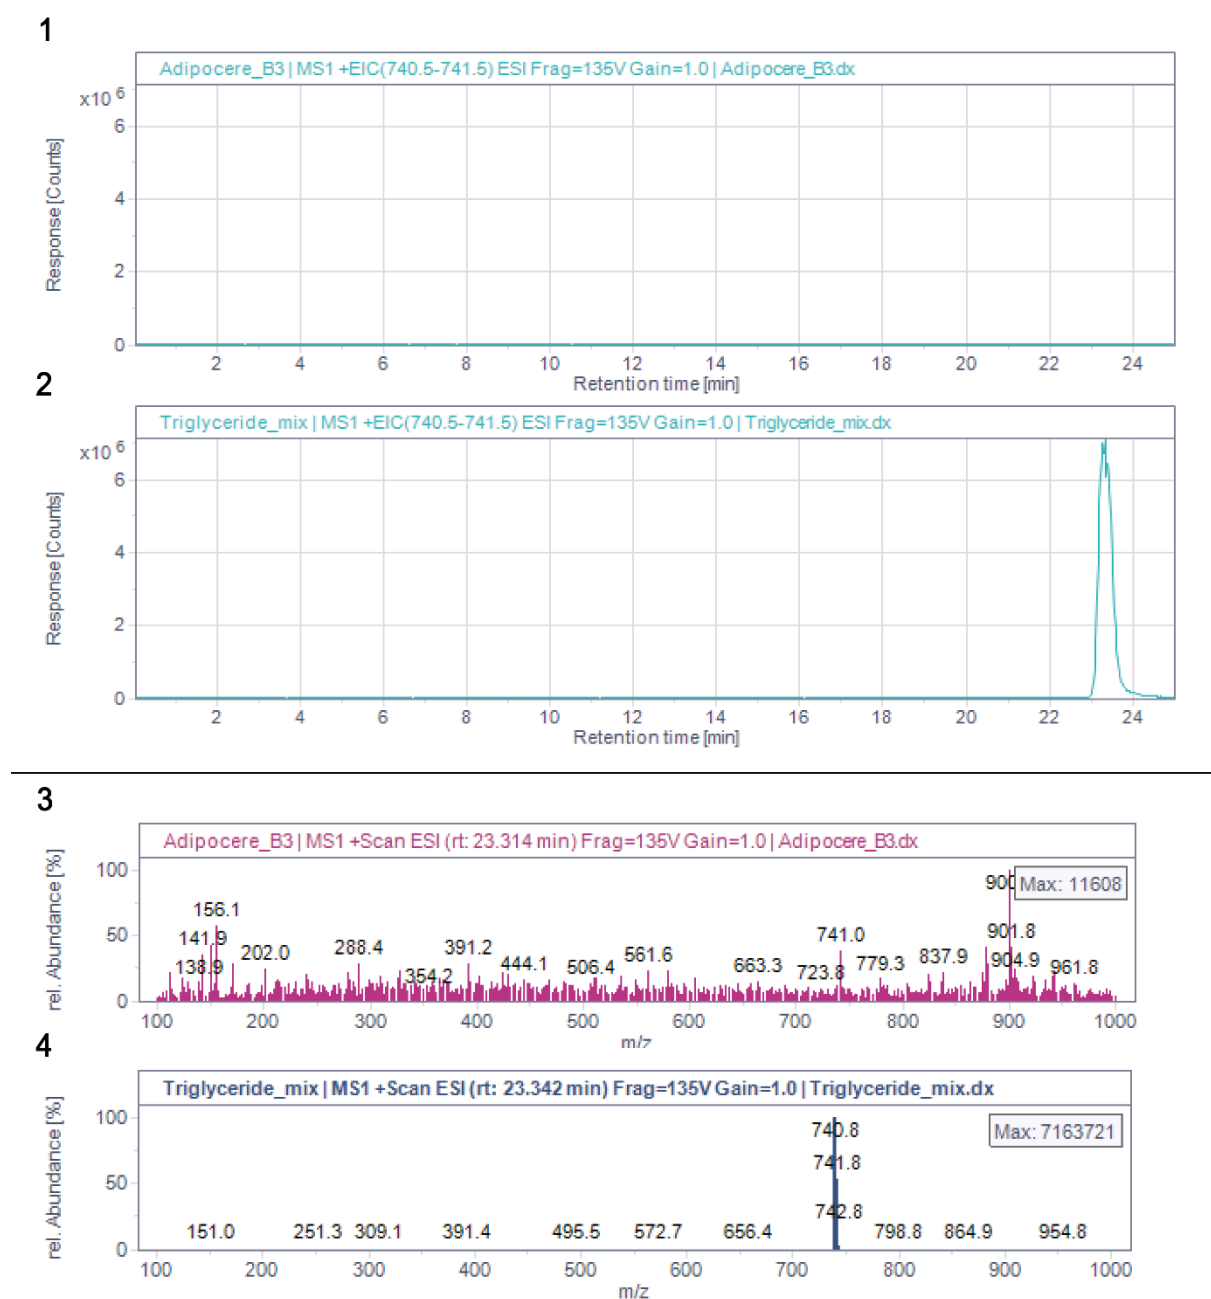 1
Adipocere_B3 | MS1 +EIC(740.5-741.5) ESI Frag=135V Gain=1.0 | Adipocere_B3.dx
x10 6
6
4
2
0
Response [Counts]
2 4 6 8 10 12 14 16 18 20 22 24
Retention time [min]
2
Triglyceride_mix | MS1 +EIC(740.5-741.5) ESI Frag=135V Gain=1.0 | Triglyceride_mix.dx
x10 6
6
4
2
0
Response [Counts]
2 4 6 8 10 12 14 16 18 20 22 24
Retention time [min]
3
Adipocere_B3 | MS1 +Scan ESI (rt: 23.314 min) Frag=135V Gain=1.0 | Adipocere_B3.dx
rel. Abundance [%]
100
50
0
Max: 11608
900
156.1
141.9
138.9
202.0
288.4
354.2
391.2
444.1
506.4
561.6
663.3
723.8
741.0
779.3
837.9
901.8
904.9
961.8
100 200 300 400 500 600 700 800 900 1000
m/z
4
Triglyceride_mix | MS1 +Scan ESI (rt: 23.342 min) Frag=135V Gain=1.0 | Triglyceride_mix.dx
rel. Abundance [%]
100
50
0
Max: 7163721
740.8
741.8
742.8
151.0 251.3 309.1 391.4 495.5 572.7 656.4 798.8 864.9 954.8
100 200 300 400 500 600 700 800 900 1000
m/z